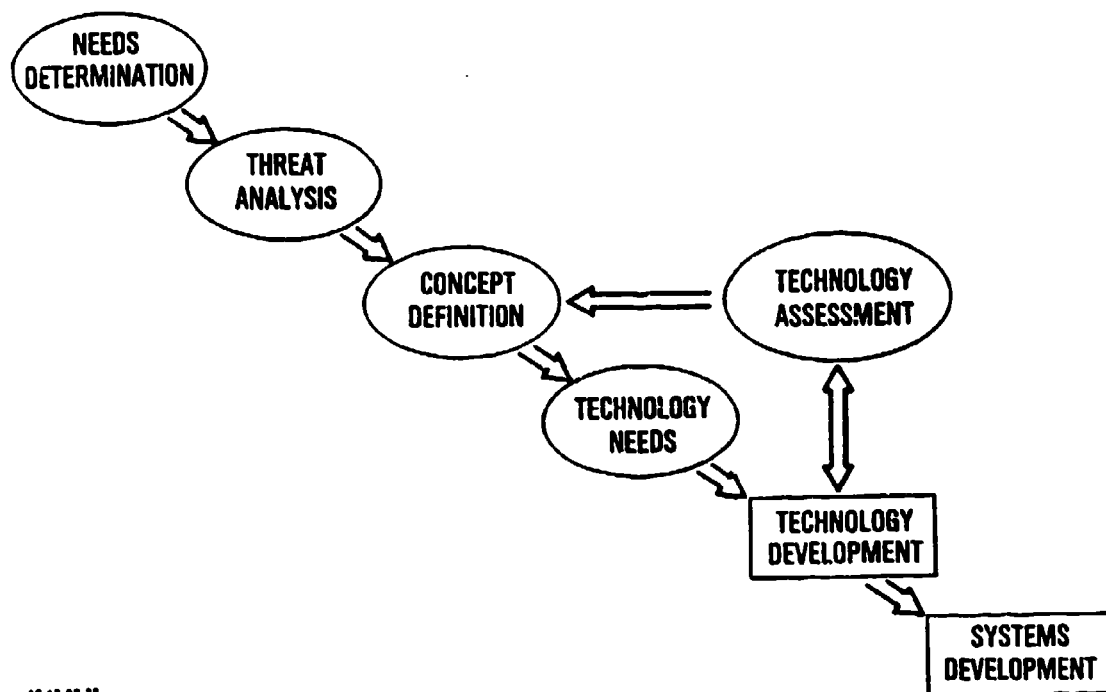 NEEDS
DETERMINATION
THREAT
ANALYSIS
CONCEPT
DEFINITION
TECHNOLOGY
ASSESSMENT
TECHNOLOGY
NEEDS
TECHNOLOGY
DEVELOPMENT
SYSTEMS
DEVELOPMENT